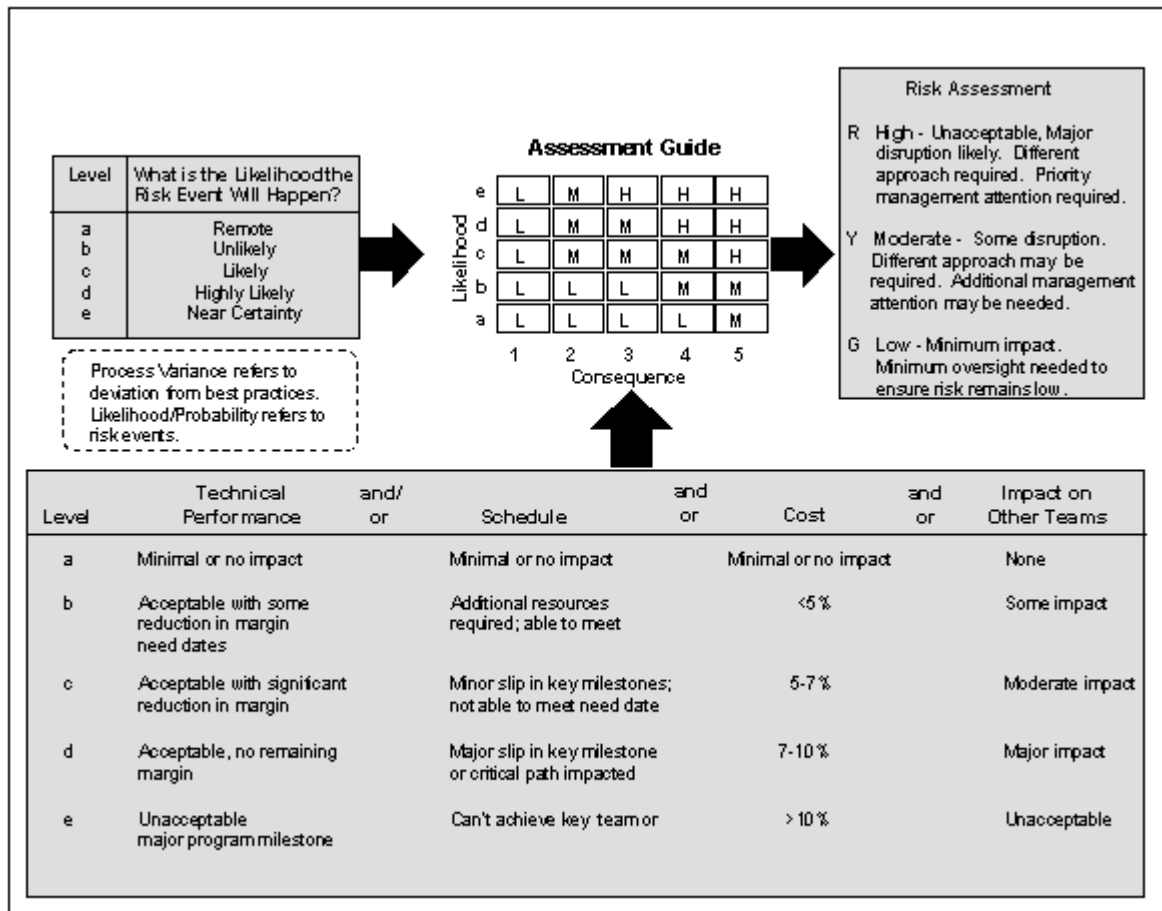 Level
What is the Likelihood the
Risk Event Will Happen?
a Remote
b Unlikely
c Likely
d Highly Likely
e Near Certainty
Process Variance refers to
deviation from best practices.
Likelihood/Probability refers to
risk events.
Assessment Guide
Likelihood
e L M H H H
d L M M H H
c L M M M H
b L L L M M
a L L L L M
1 2 3 4 5
Consequence
Risk Assessment
R High - Unacceptable, Major
disruption likely. Different
approach required. Priority
management attention required.
Y Moderate - Some disruption.
Different approach may be
required. Additional management
attention may be needed.
G Low - Minimum impact.
Minimum oversight needed to
ensure risk remains low.
Technical and/ and and Impact on
Level Performance or Schedule or Cost or Other Teams
a Minimal or no impact Minimal or no impact Minimal or no impact None
b Acceptable with some Additional resources <5% Some impact
reduction in margin required; able to meet
need dates
c Acceptable with significant Minor slip in key milestones; 5-7% Moderate impact
reduction in margin not able to meet need date
d Acceptable, no remaining Major slip in key milestone 7-10% Major impact
margin or critical path impacted
e Unacceptable Can't achieve key team or >10% Unacceptable
major program milestone